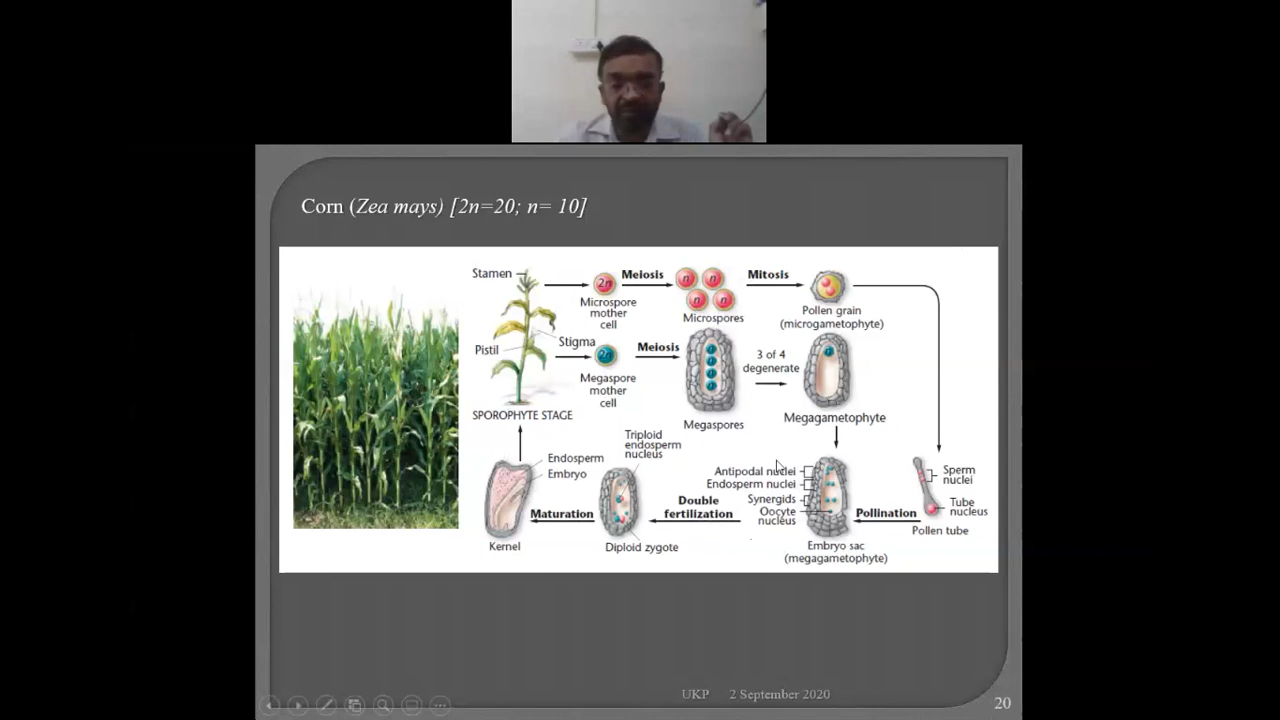 Corn (Zea mays) [2n=20; n= 10]
Stamen
2n
Microspore
mother
cell
Meiosis
n
n
n
n
Microspores
Mitosis
Pollen grain
(microgametophyte)
Pistil
Stigma
2n
Megaspore
mother
cell
Meiosis
Megaspores
3 of 4
degenerate
Megagametophyte
SPOROPHYTE STAGE
Endosperm
Embryo
Kernel
Maturation
Triploid
endosperm
nucleus
Diploid zygote
Double
fertilization
Antipodal nuclei
Endosperm nuclei
Synergids
Oocyte
nucleus
Embryo sac
(megagametophyte)
Pollination
Sperm
nuclei
Tube
nucleus
Pollen tube
UKP
2 September 2020
20